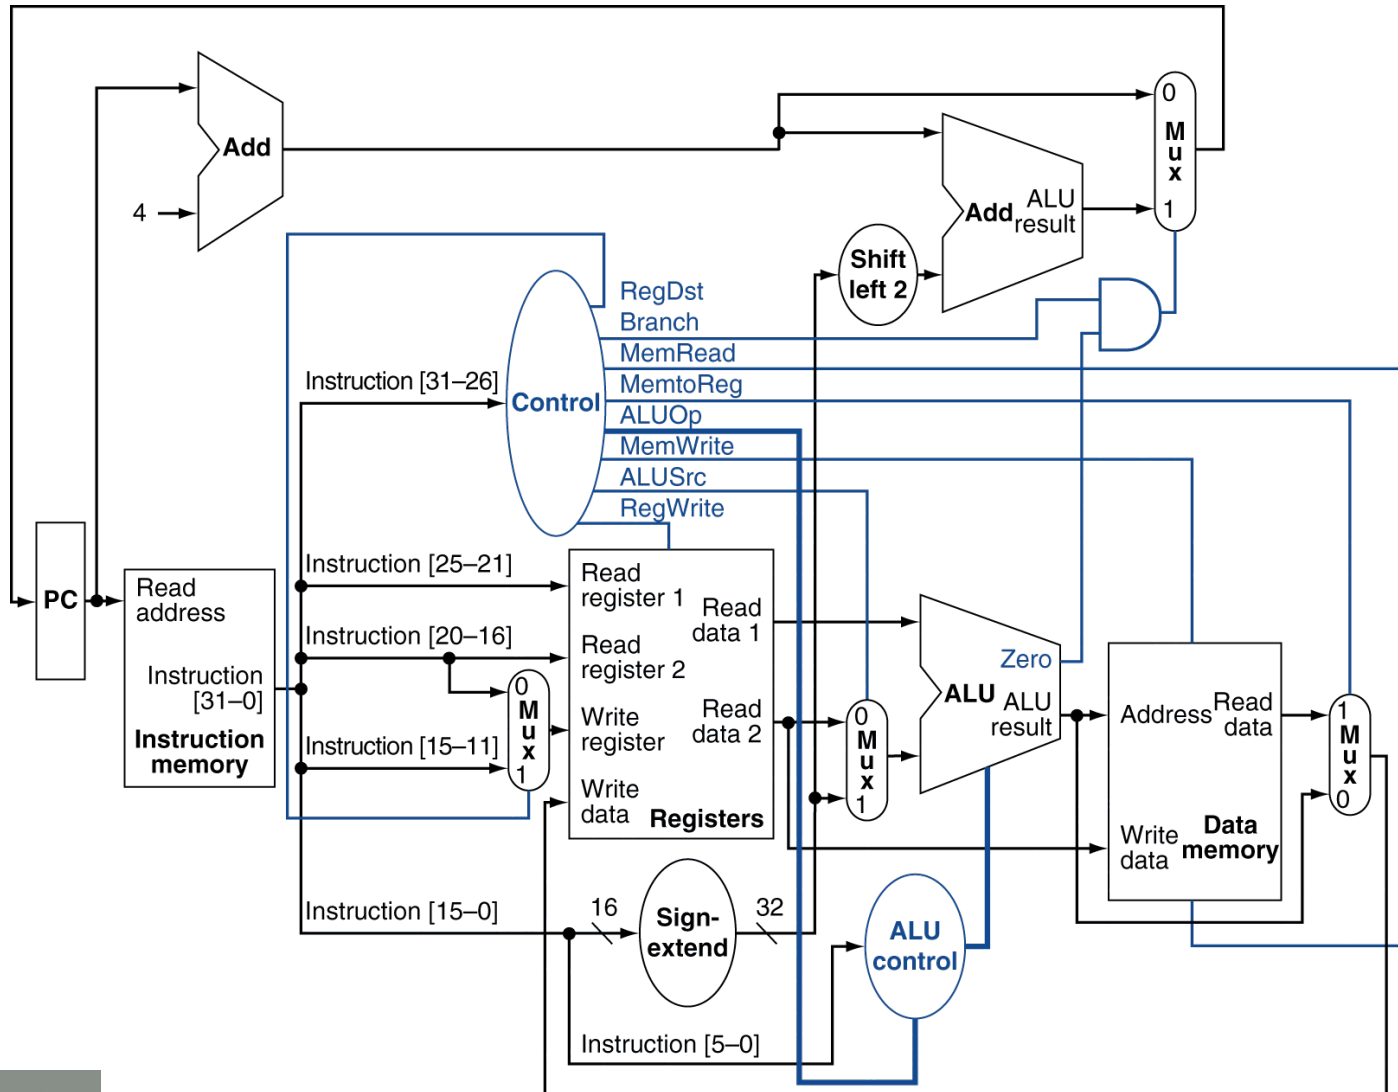 0
M
u
x
1
Add
4
Add
ALU
result
Shift
left 2
RegDst
Branch
MemRead
MemtoReg
ALUOp
MemWrite
ALUSrc
RegWrite
Instruction [31–26]
Control
Instruction [25–21]
Instruction [20–16]
Instruction [15–11]
PC
Read
address
Instruction
[31–0]
Instruction
memory
0
M
u
x
1
Read
register 1
Read
register 2
Write
register
Write
data
Read
data 1
Read
data 2
Registers
0
M
u
x
1
Zero
ALU
ALU
result
Address
Read
data
Write
data
Data
memory
1
M
u
x
0
Instruction [15–0]
16
Sign-
extend
32
ALU
control
Instruction [5–0]